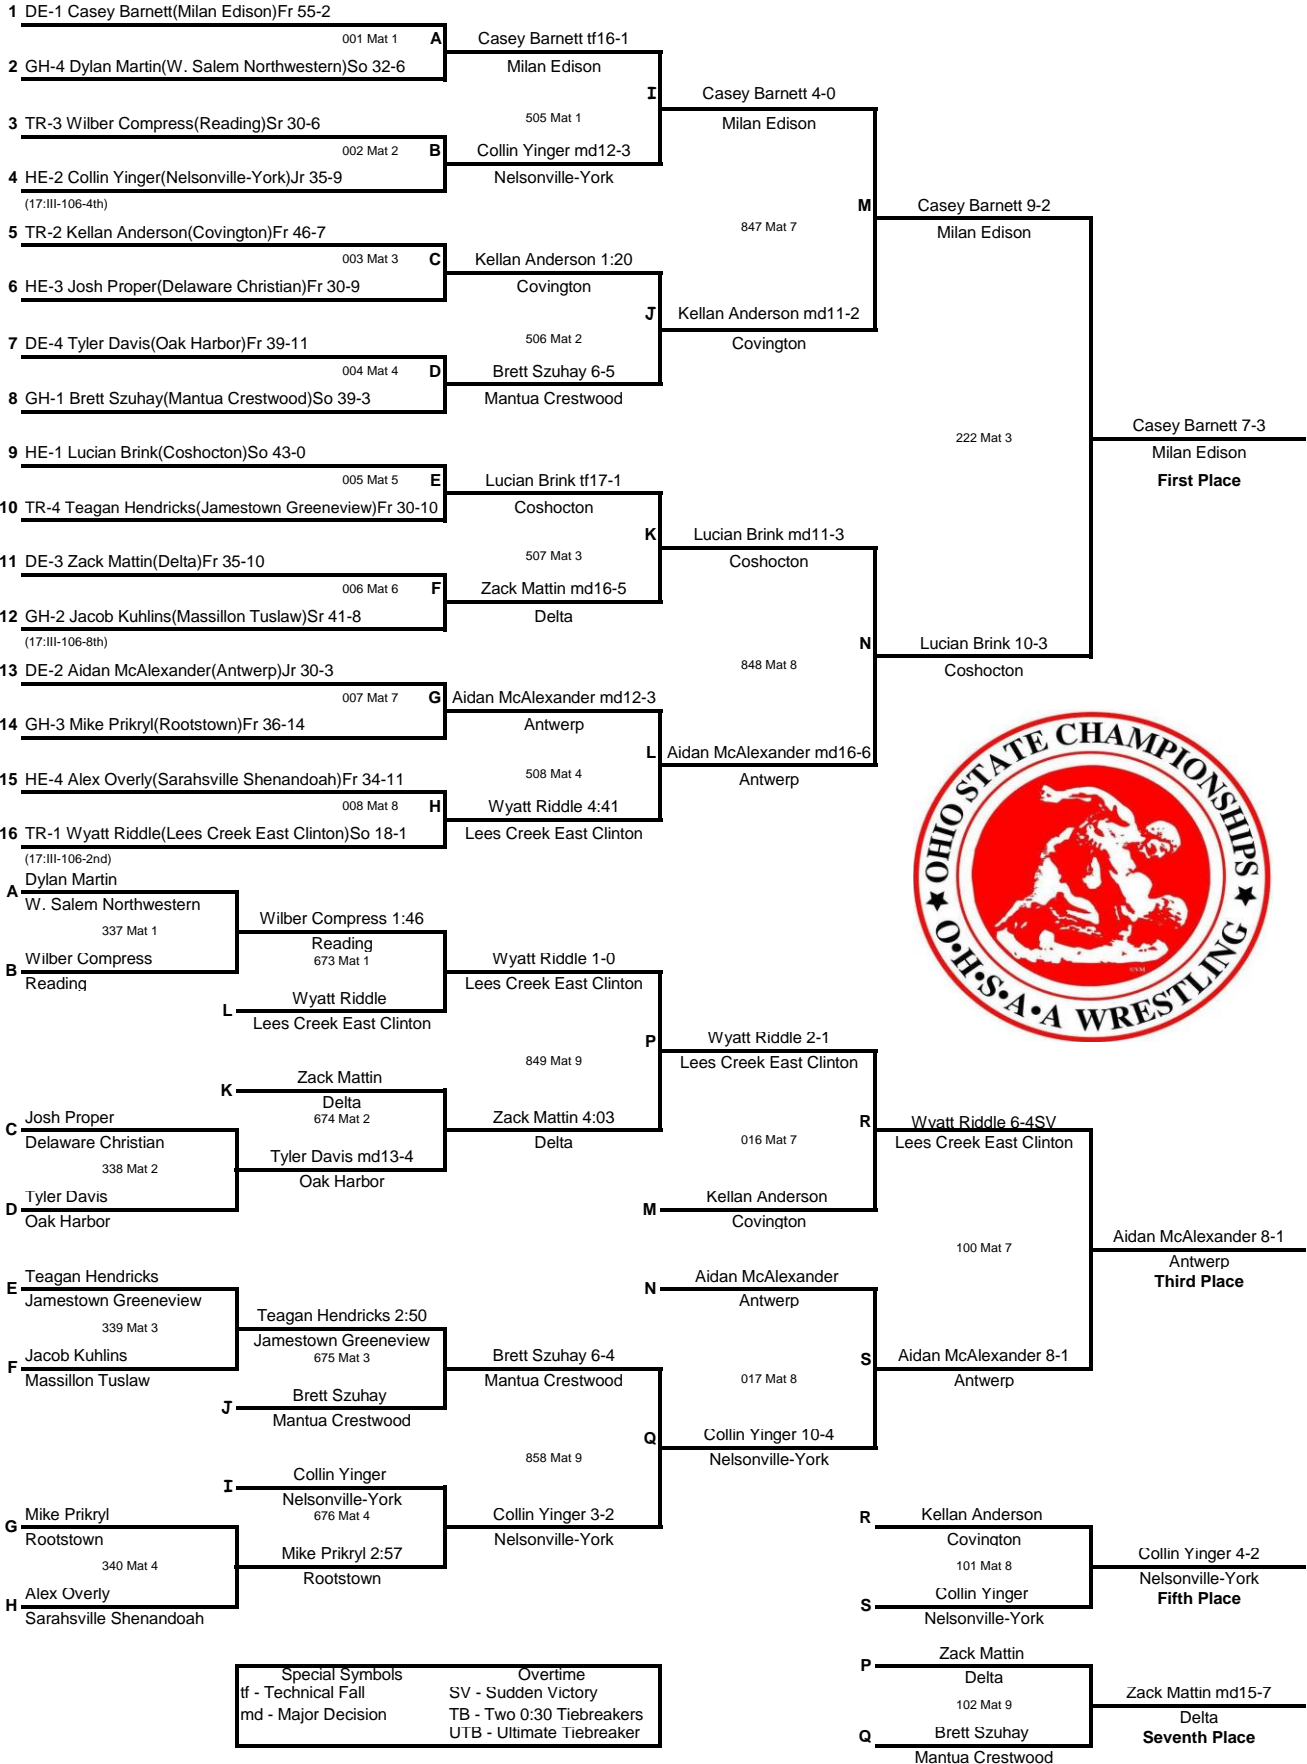 1 DE-1 Casey Barnett(Milan Edison)Fr 55-2
001 Mat 1 A
2 GH-4 Dylan Martin(W. Salem Northwestern)So 32-6
3 TR-3 Wilber Compress(Reading)Sr 30-6
002 Mat 2 B
4 HE-2 Collin Yinger(Nelsonville-York)Jr 35-9
(17:III-106-4th)
5 TR-2 Kellan Anderson(Covington)Fr 46-7
003 Mat 3 C
6 HE-3 Josh Proper(Delaware Christian)Fr 30-9
7 DE-4 Tyler Davis(Oak Harbor)Fr 39-11
004 Mat 4 D
8 GH-1 Brett Szuhay(Mantua Crestwood)So 39-3
9 HE-1 Lucian Brink(Coshocton)So 43-0
005 Mat 5 E
10 TR-4 Teagan Hendricks(Jamestown Greeneview)Fr 30-10
11 DE-3 Zack Mattin(Delta)Fr 35-10
006 Mat 6 F
12 GH-2 Jacob Kuhlins(Massillon Tuslaw)Sr 41-8
(17:III-106-8th)
13 DE-2 Aidan McAlexander(Antwerp)Jr 30-3
007 Mat 7 G
14 GH-3 Mike Prikryl(Rootstown)Fr 36-14
15 HE-4 Alex Overly(Sarahsville Shenandoah)Fr 34-11
008 Mat 8 H
16 TR-1 Wyatt Riddle(Lees Creek East Clinton)So 18-1
(17:III-106-2nd)
Casey Barnett tf16-1
Milan Edison
505 Mat 1 I
Collin Yinger md12-3
Nelsonville-York
Kellan Anderson 1:20
Covington
506 Mat 2 J
Brett Szuhay 6-5
Mantua Crestwood
Lucian Brink tf17-1
Coshocton
507 Mat 3 K
Zack Mattin md16-5
Delta
Aidan McAlexander md12-3
Antwerp
508 Mat 4 L
Wyatt Riddle 4:41
Lees Creek East Clinton
Casey Barnett 4-0
Milan Edison
847 Mat 7 M
Kellan Anderson md11-2
Covington
Lucian Brink md11-3
Coshocton
848 Mat 8 N
Aidan McAlexander md16-6
Antwerp
Casey Barnett 9-2
Milan Edison
222 Mat 3
Lucian Brink 10-3
Coshocton
Casey Barnett 7-3
Milan Edison
First Place
OHIO STATE CHAMPIONSHIPS
O•H•S•A•A WRESTLING
©VM
A Dylan Martin
W. Salem Northwestern
337 Mat 1
B Wilber Compress
Reading
C Josh Proper
Delaware Christian
338 Mat 2
D Tyler Davis
Oak Harbor
E Teagan Hendricks
Jamestown Greeneview
339 Mat 3
F Jacob Kuhlins
Massillon Tuslaw
G Mike Prikryl
Rootstown
340 Mat 4
H Alex Overly
Sarahsville Shenandoah
Wilber Compress 1:46
Reading
673 Mat 1
L Wyatt Riddle
Lees Creek East Clinton
K Zack Mattin
Delta
674 Mat 2
Tyler Davis md13-4
Oak Harbor
Teagan Hendricks 2:50
Jamestown Greeneview
675 Mat 3
J Brett Szuhay
Mantua Crestwood
I Collin Yinger
Nelsonville-York
676 Mat 4
Mike Prikryl 2:57
Rootstown
Wyatt Riddle 1-0
Lees Creek East Clinton
849 Mat 9 P
Zack Mattin 4:03
Delta
Brett Szuhay 6-4
Mantua Crestwood
858 Mat 9 Q
Collin Yinger 3-2
Nelsonville-York
Wyatt Riddle 2-1
Lees Creek East Clinton
016 Mat 7 R
M Kellan Anderson
Covington
N Aidan McAlexander
Antwerp
017 Mat 8 S
Collin Yinger 10-4
Nelsonville-York
Wyatt Riddle 6-4SV
Lees Creek East Clinton
100 Mat 7
Aidan McAlexander 8-1
Antwerp
Aidan McAlexander 8-1
Antwerp
Third Place
R Kellan Anderson
Covington
101 Mat 8
S Collin Yinger
Nelsonville-York
Collin Yinger 4-2
Nelsonville-York
Fifth Place
P Zack Mattin
Delta
102 Mat 9
Q Brett Szuhay
Mantua Crestwood
Zack Mattin md15-7
Delta
Seventh Place
Special Symbols Overtime
tf - Technical Fall SV - Sudden Victory
md - Major Decision TB - Two 0:30 Tiebreakers
UTB - Ultimate Tiebreaker